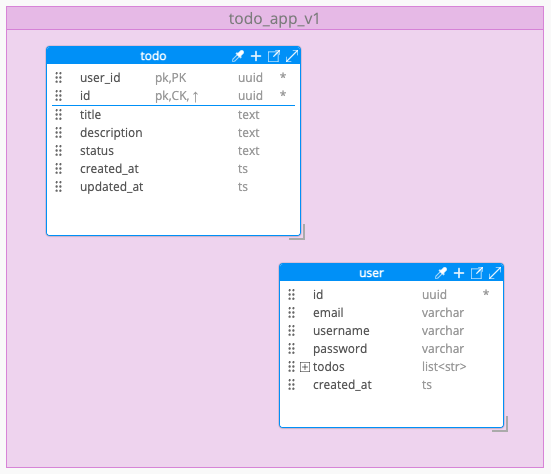 todo_app_v1
todo
user_id pk,PK uuid *
id pk,CK, ↑ uuid *
title text
description text
status text
created_at ts
updated_at ts
user
id uuid *
email varchar
username varchar
password varchar
todos list<str>
created_at ts